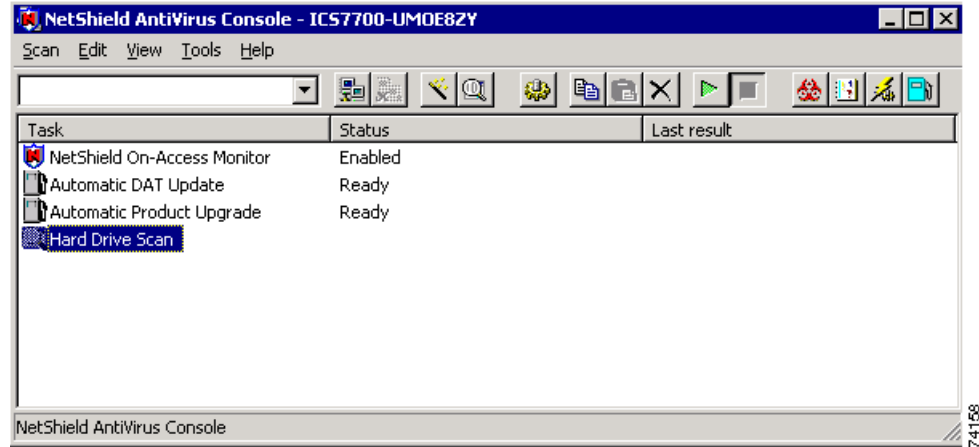 NetShield AntiVirus Console - ICS7700-UMOE8ZY
Scan Edit View Tools Help
Task Status Last result
NetShield On-Access Monitor Enabled
Automatic DAT Update Ready
Automatic Product Upgrade Ready
Hard Drive Scan
NetShield AntiVirus Console
74158